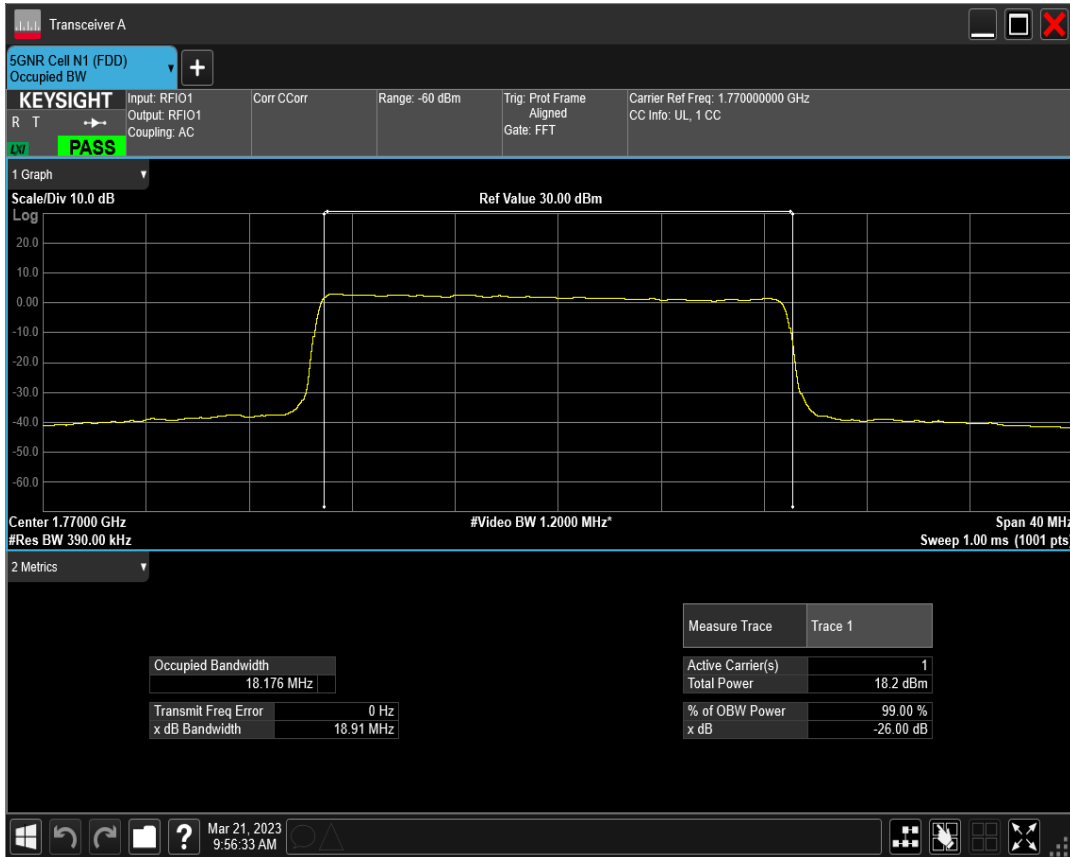 Transceiver A
5GNR Cell N1 (FDD)
Occupied BW
+
KEYSIGHT
R T
LXI
PASS
Input: RFIO1
Output: RFIO1
Coupling: AC
Corr CCorr
Range: -60 dBm
Trig: Prot Frame
Aligned
Gate: FFT
Carrier Ref Freq: 1.770000000 GHz
CC Info: UL, 1 CC
1 Graph
Scale/Div 10.0 dB
Ref Value 30.00 dBm
Log
20.0
10.0
0.00
-10.0
-20.0
-30.0
-40.0
-50.0
-60.0
Center 1.77000 GHz
#Video BW 1.2000 MHz*
Span 40 MHz
#Res BW 390.00 kHz
Sweep 1.00 ms (1001 pts)
2 Metrics
Measure Trace Trace 1
Occupied Bandwidth
18.176 MHz
Active Carrier(s) 1
Total Power 18.2 dBm
Transmit Freq Error 0 Hz
x dB Bandwidth 18.91 MHz
% of OBW Power 99.00 %
x dB -26.00 dB
?
Mar 21, 2023
9:56:33 AM